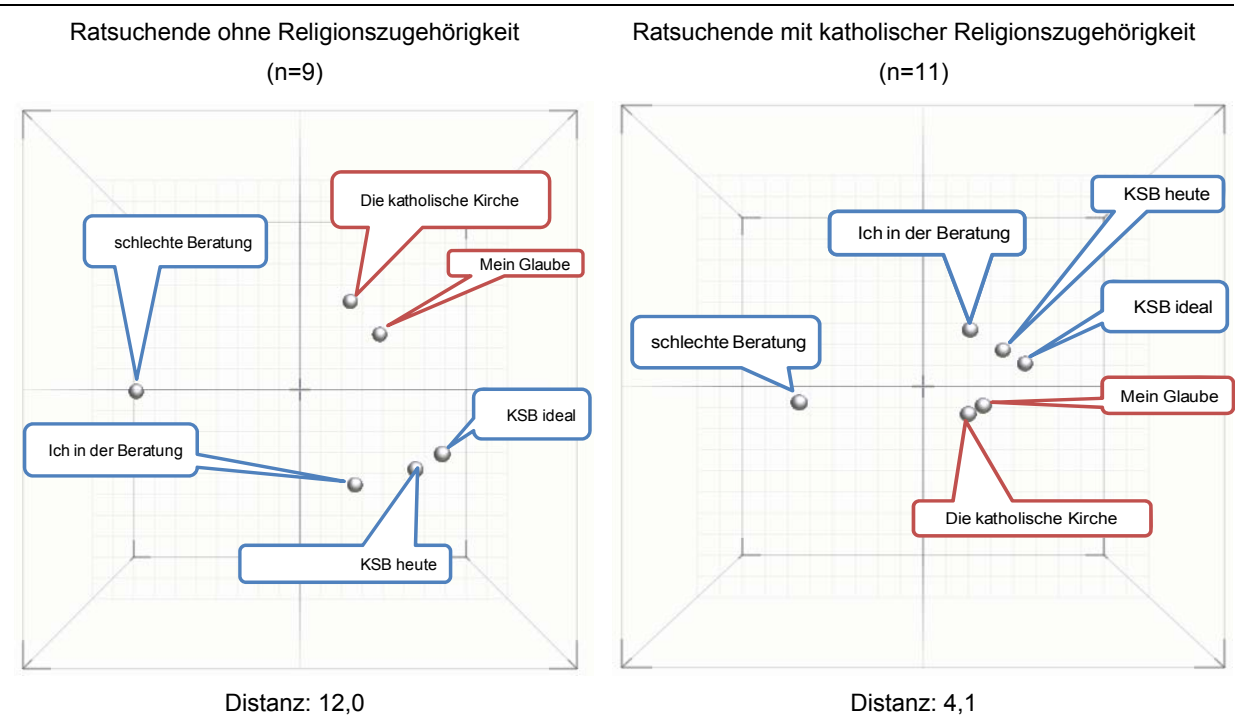 Ratsuchende ohne Religionszugehörigkeit
(n=9)
Die katholische Kirche
schlechte Beratung
Mein Glaube
KSB ideal
Ich in der Beratung
KSB heute
Distanz: 12,0
Ratsuchende mit katholischer Religionszugehörigkeit
(n=11)
KSB heute
Ich in der Beratung
KSB ideal
schlechte Beratung
Mein Glaube
Die katholische Kirche
Distanz: 4,1